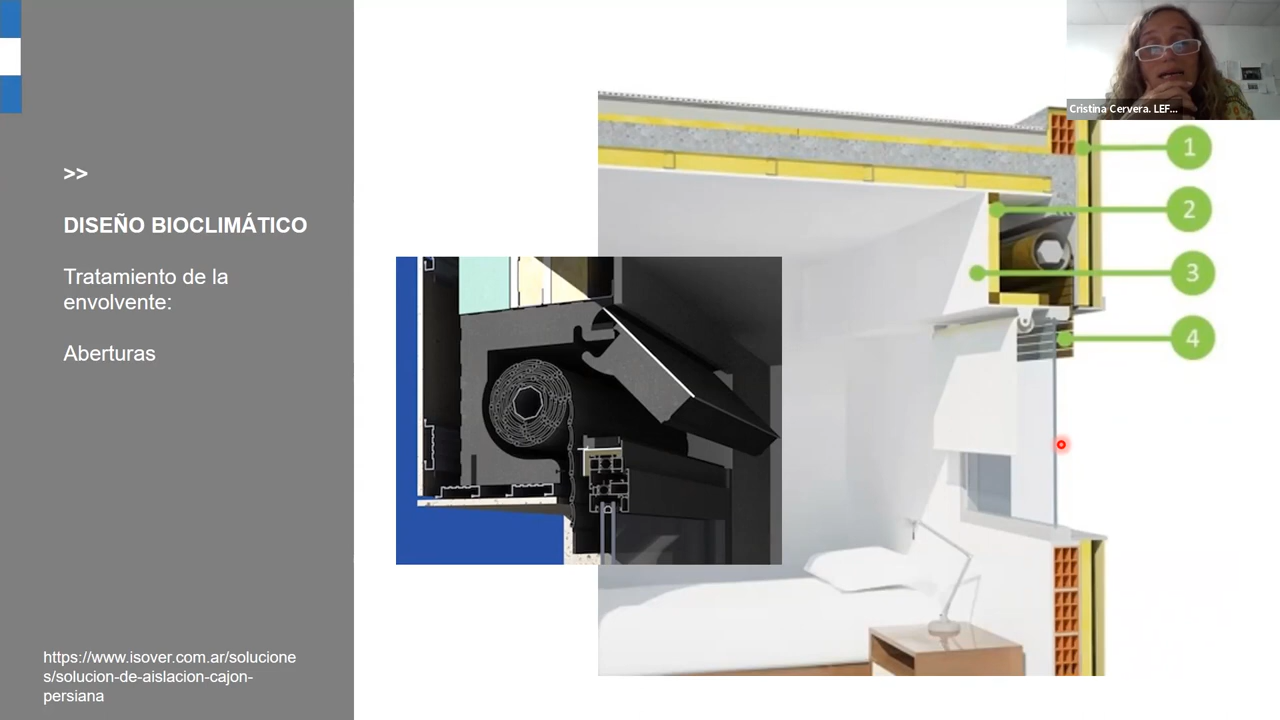 >>
DISEÑO BIOCLIMÁTICO
Tratamiento de la
envolvente:
Aberturas
https://www.isover.com.ar/solucione
s/solucion-de-aislacion-cajon-
persiana
Cristina Cervera. LEF...
1
2
3
4